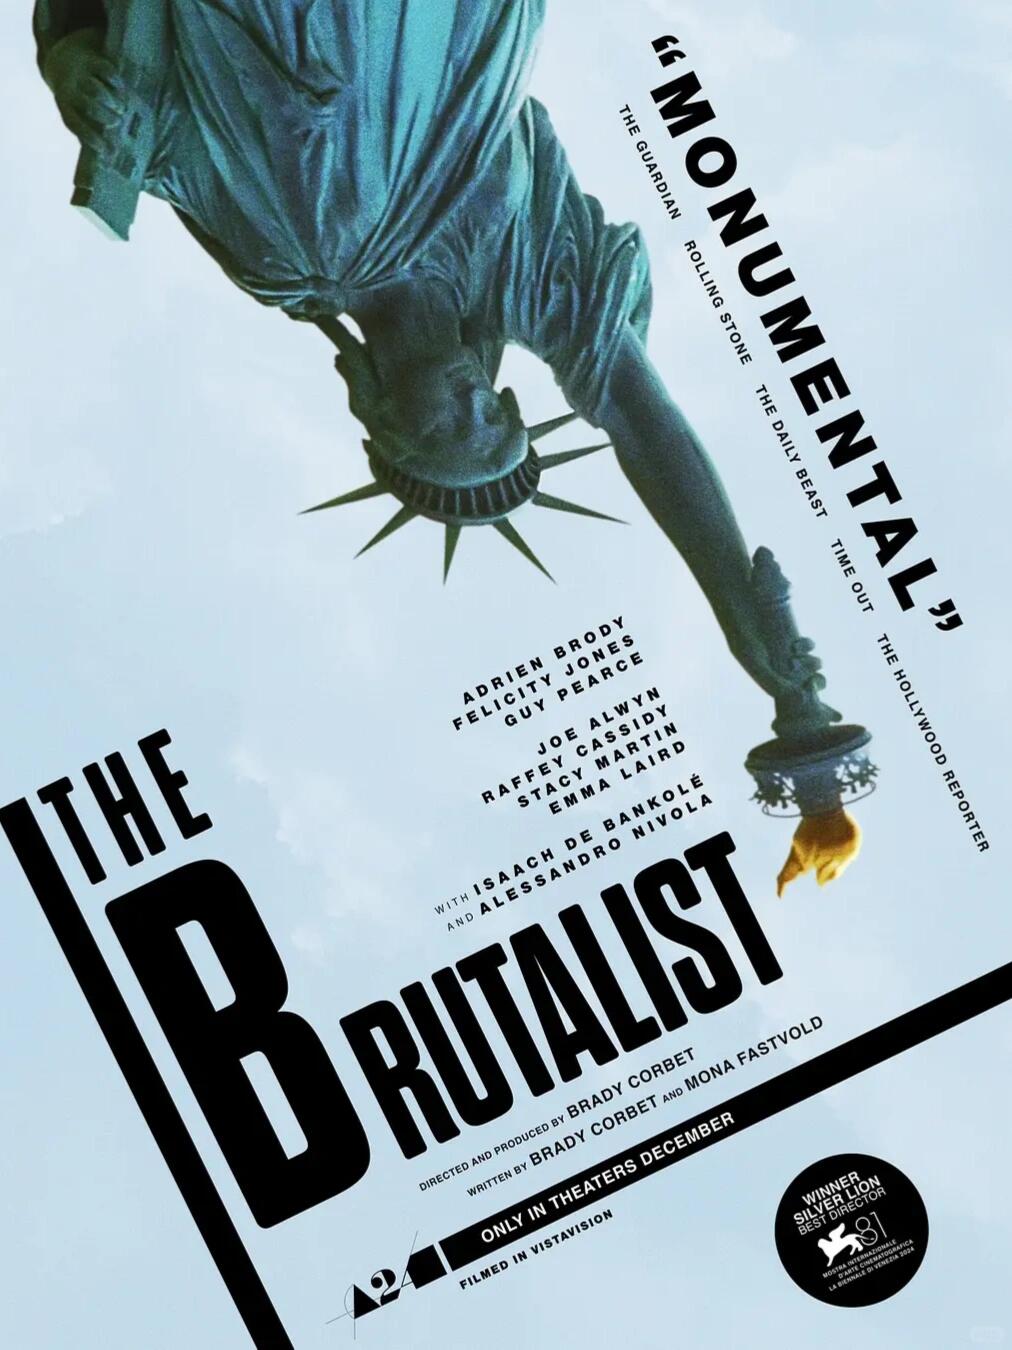 “MONUMENTAL”
THE GUARDIAN ROLLING STONE THE DAILY BEAST TIME OUT THE HOLLYWOOD REPORTER
ADRIEN BRODY
FELICITY JONES
GUY PEARCE
JOE ALWYN
RAFFEY CASSIDY
STACY MARTIN
EMMA LAIRD
WITH ISAACH DE BANKOLÉ
AND ALESSANDRO NIVOLA
THE
BRUTALIST
DIRECTED AND PRODUCED BY BRADY CORBET
WRITTEN BY BRADY CORBET AND MONA FASTVOLD
ONLY IN THEATERS DECEMBER
A24
FILMED IN VISTAVISION
WINNER
SILVER LION
BEST DIRECTOR
81
MOSTRA INTERNAZIONALE
D'ARTE CINEMATOGRAFICA
LA BIENNALE DI VENEZIA 2024